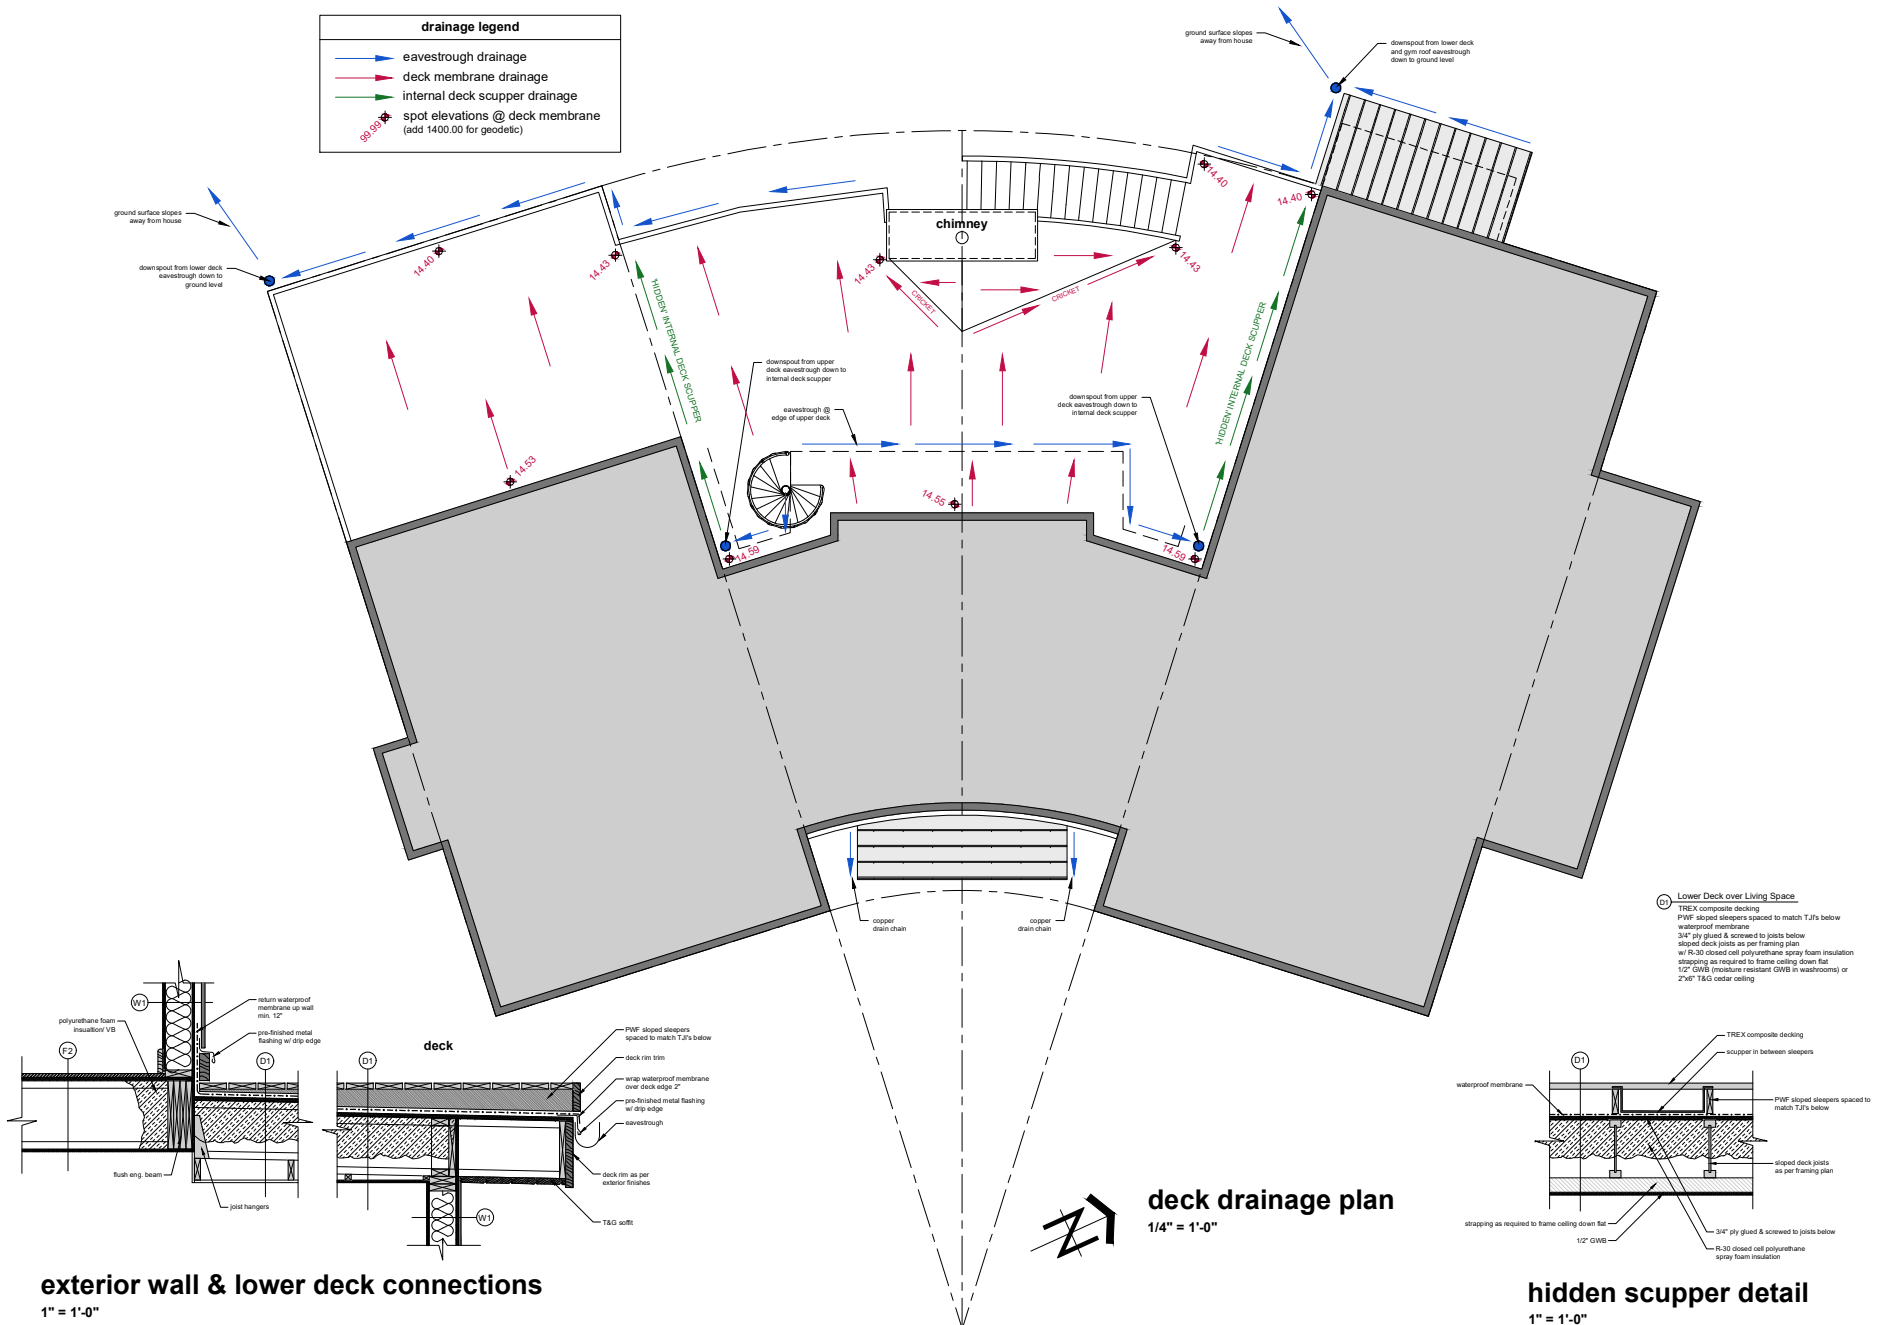 drainage legend
eavestrough drainage
deck membrane drainage
internal deck scupper drainage
99.99
spot elevations @ deck membrane
(add 1400.00 for geodetic)
ground surface slopes
away from house
downspout from lower deck
and gym roof eavestrough
down to ground level
ground surface slopes
away from house
downspout from lower deck
eavestrough down to
ground level
14.40
14.43
14.43
chimney
14.43
14.40
14.40
CRICKET
CRICKET
'HIDDEN' INTERNAL DECK SCUPPER
'HIDDEN' INTERNAL DECK SCUPPER
downspout from upper
deck eavestrough down to
internal deck scupper
eavestrough @
edge of upper deck
downspout from upper
deck eavestrough down to
internal deck scupper
14.53
14.55
14.59
14.59
copper
drain chain
copper
drain chain
D1
Lower Deck over Living Space
TREX composite decking
PWF sloped sleepers spaced to match TJI's below
waterproof membrane
3/4" ply glued & screwed to joists below
sloped deck joists as per framing plan
w/ R-30 closed cell polyurethane spray foam insulation
strapping as required to frame ceiling down flat
1/2" GWB (moisture resistant GWB in washrooms) or
2"x6" T&G cedar ceiling
W1
return waterproof
membrane up wall
min. 12"
polyurethane foam
insualtion/ VB
pre-finished metal
flashing w/ drip edge
F2
D1
D1
deck
PWF sloped sleepers
spaced to match TJI's below
deck rim trim
wrap waterproof membrane
over deck edge 2"
pre-finished metal flashing
w/ drip edge
eavestrough
flush eng. beam
joist hangers
deck rim as per
exterior finishes
W1
T&G soffit
exterior wall & lower deck connections
1" = 1'-0"
N
deck drainage plan
1/4" = 1'-0"
D1
TREX composite decking
scupper in between sleepers
waterproof membrane
PWF sloped sleepers spaced to
match TJI's below
sloped deck joists
as per framing plan
strapping as required to frame ceiling down flat
1/2" GWB
3/4" ply glued & screwed to joists below
R-30 closed cell polyurethane
spray foam insulation
hidden scupper detail
1" = 1'-0"